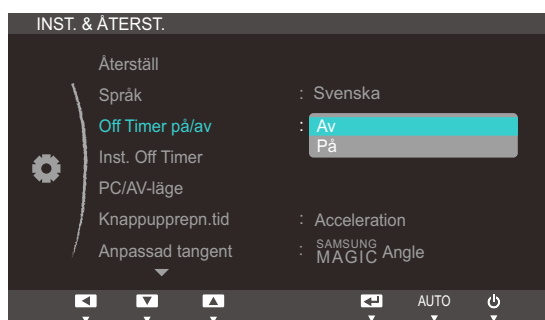 INST. & ÅTERST.
Återställ
Språk : Svenska
Off Timer på/av : Av
På
Inst. Off Timer
PC/AV-läge
Knappupprepn.tid : Acceleration
Anpassad tangent : SAMSUNG MAGIC Angle
AUTO